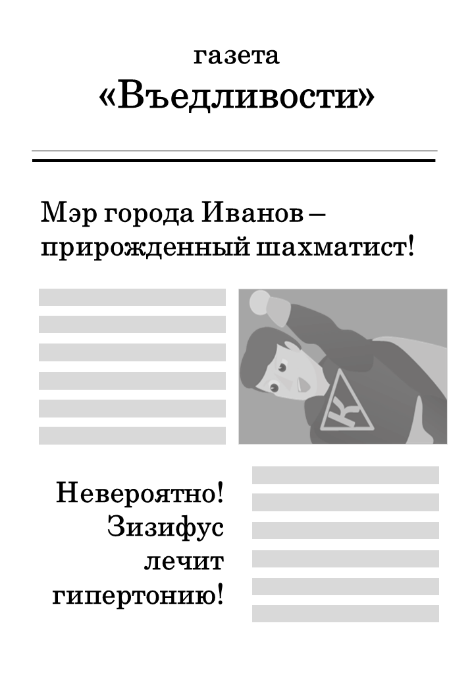 газета
«Въедливости»
Мэр города Иванов –
прирожденный шахматист!
К
Невероятно!
Зизифус
лечит
гипертонию!